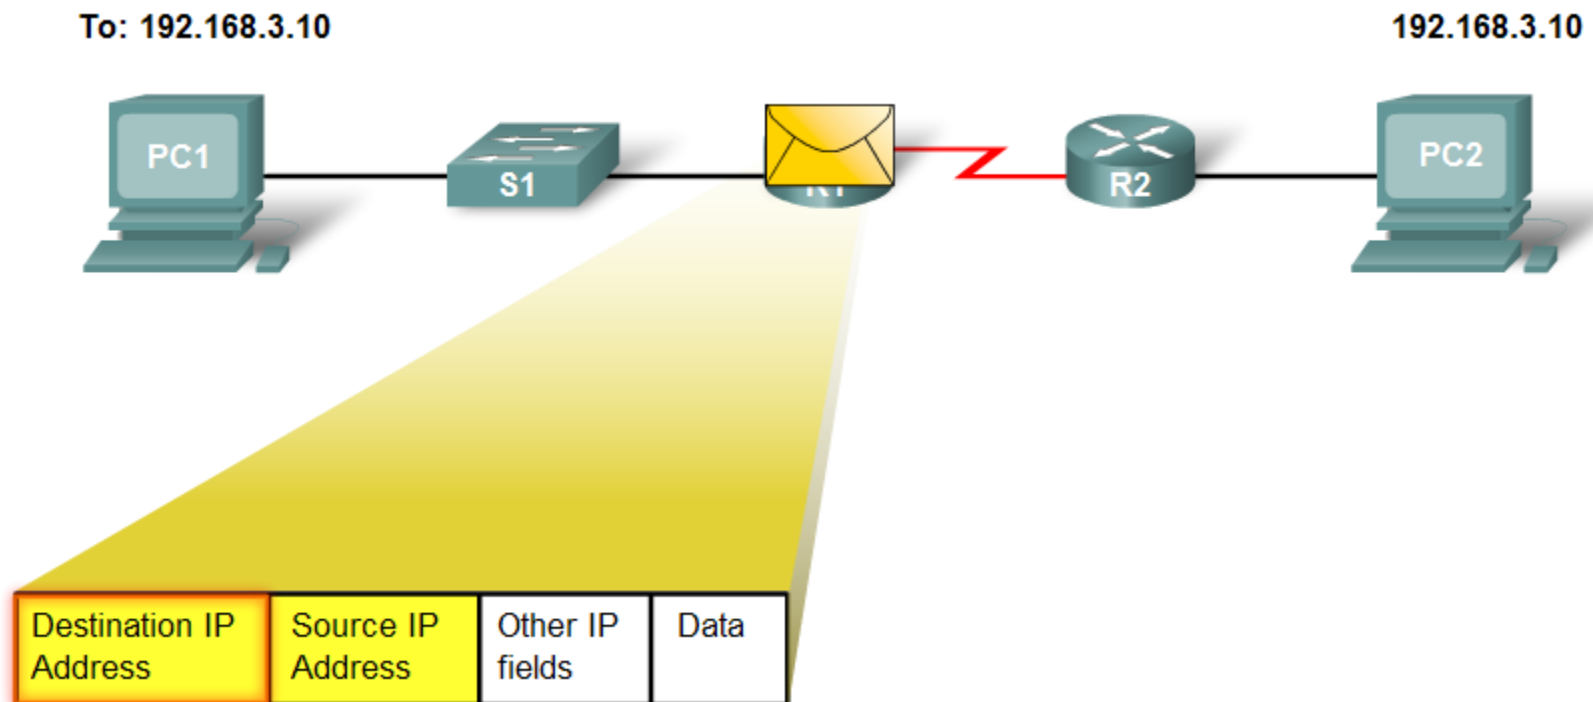 To: 192.168.3.10
192.168.3.10
PC1
S1
R1
R2
PC2
Destination IP
Address
Source IP
Address
Other IP
fields
Data